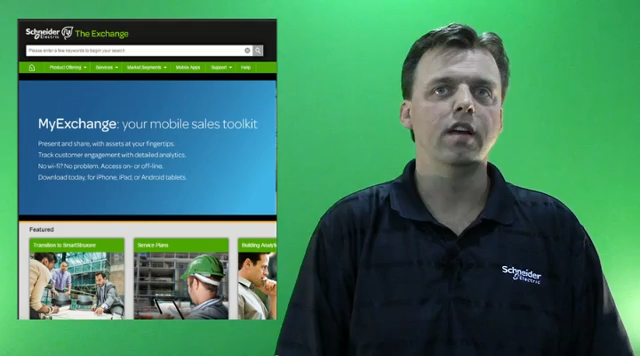 Schneider Electric The Exchange
Please enter a few keywords to begin your search
Product Offering Services Market Segments Mobile Apps Support Help
MyExchange: your mobile sales toolkit
Present and share, with assets at your fingertips.
Track customer engagement with detailed analytics.
No wi-fi? No problem. Access on- or off-line.
Download today, for iPhone, iPad, or Android tablets.
Featured
Transition to SmartStruxure Service Plans Building Analyti
Schneider
Electric